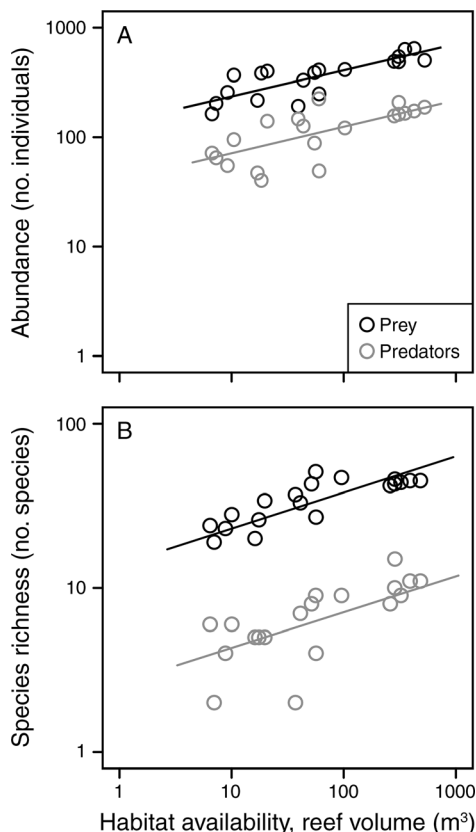 A
1000
100
10
1
Abundance (no. individuals)
Prey
Predators
B
100
10
1
Species richness (no. species)
1
10
100
1000
Habitat availability, reef volume (m³)